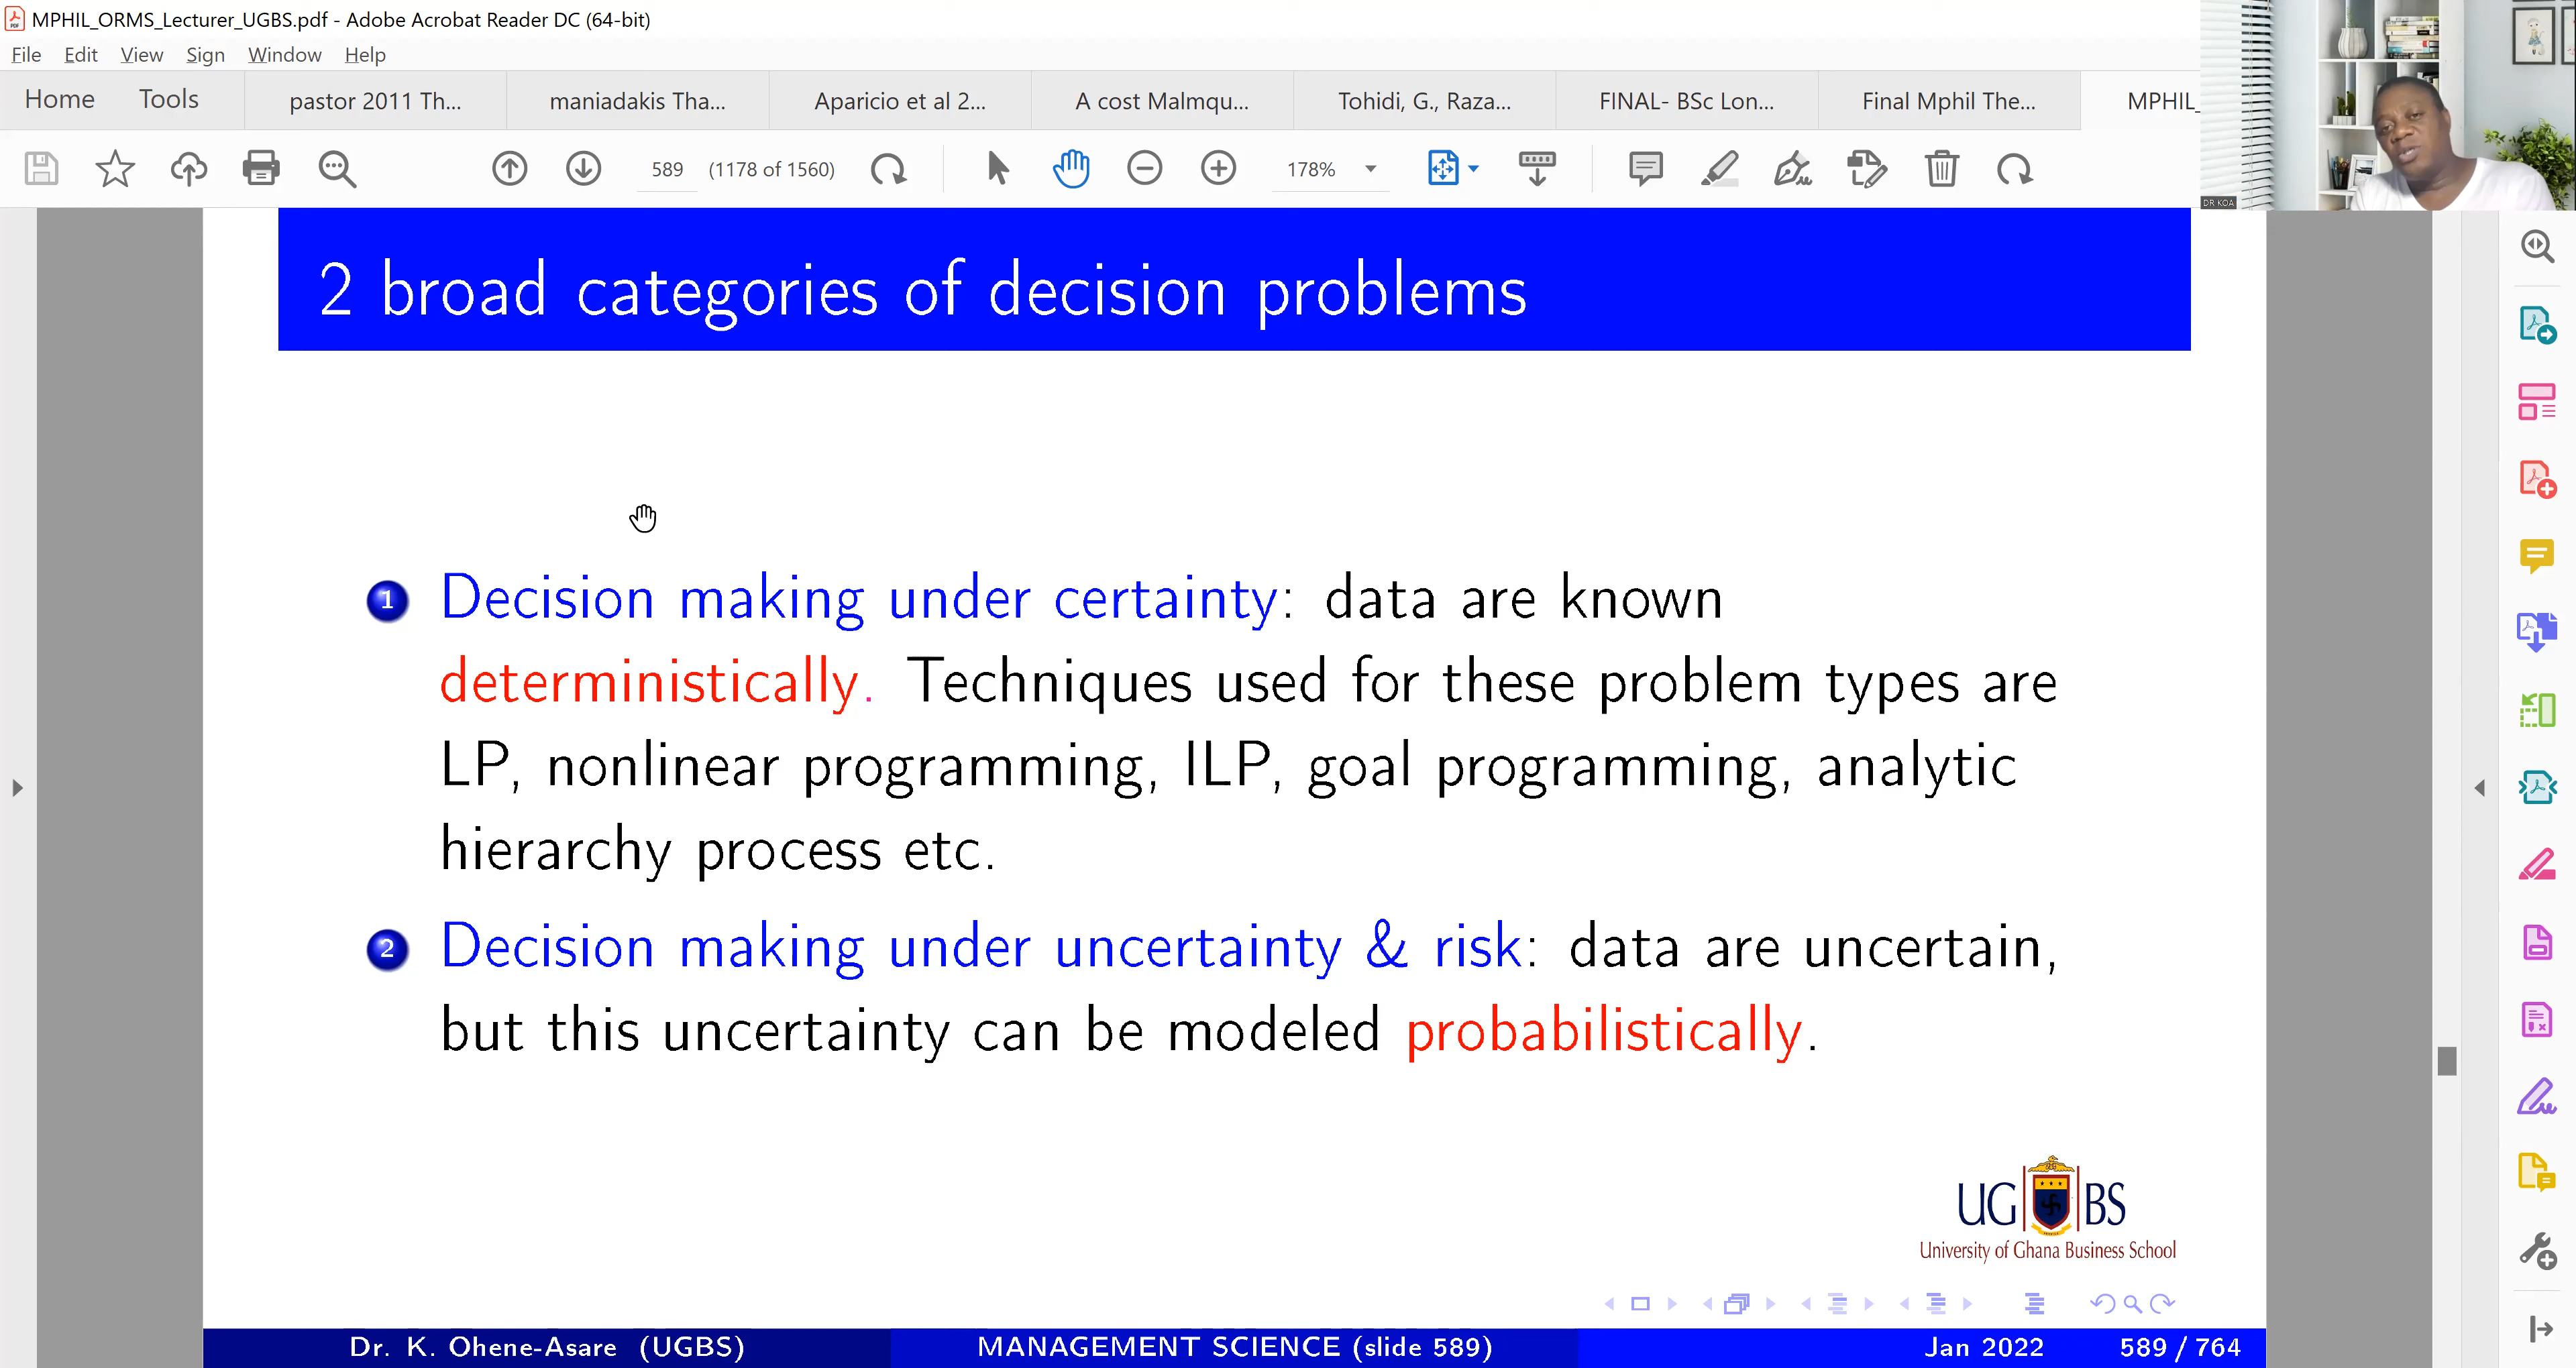 MPHIL_ORMS_Lecturer_UGBS.pdf - Adobe Acrobat Reader DC (64-bit)
File Edit View Sign Window Help
Home Tools pastor 2011 Th... maniadakis Tha... Aparicio et al 2... A cost Malmqu... Tohidi, G., Raza... FINAL- BSc Lon... Final Mphil The... MPHIL_
589 (1178 of 1560) 178%
DR KOA
2 broad categories of decision problems
1 Decision making under certainty: data are known
deterministically. Techniques used for these problem types are
LP, nonlinear programming, ILP, goal programming, analytic
hierarchy process etc.
2 Decision making under uncertainty & risk: data are uncertain,
but this uncertainty can be modeled probabilistically.
UG BS
University of Ghana Business School
Dr. K. Ohene-Asare (UGBS) MANAGEMENT SCIENCE (slide 589) Jan 2022 589 / 764